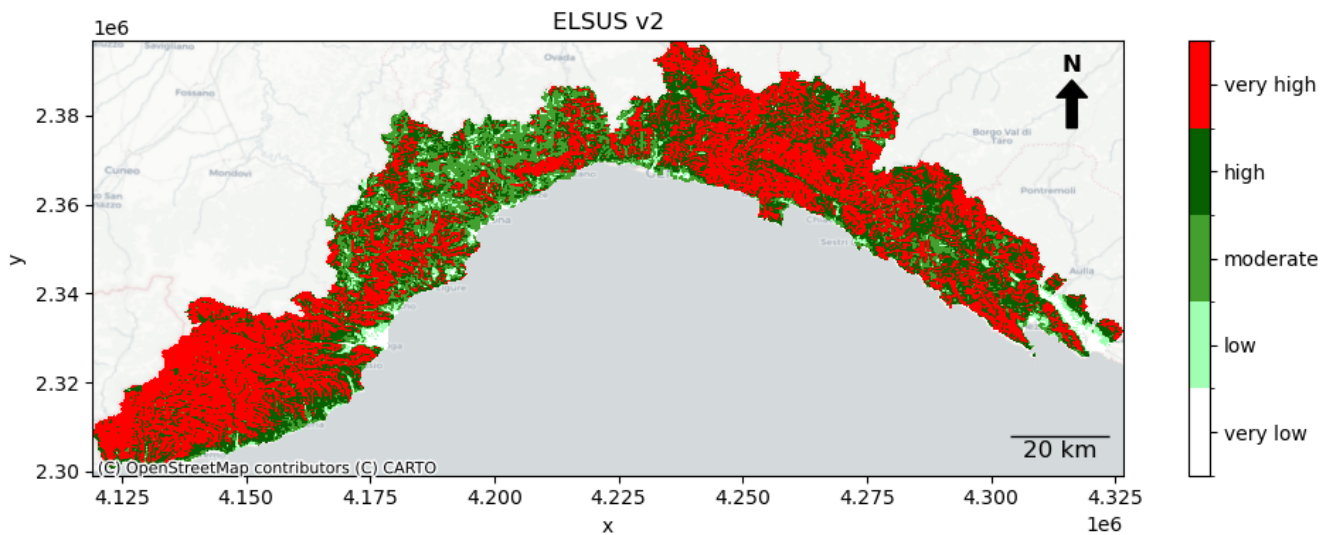 ELSUS v2
1e6
Savigliano
Ovada
N
Fossano
very high
2.38
Borgo Val di
Taro
Cuneo
Mondovì
high
Pontremoli
2.36
y
moderate
Aulla
2.34
low
2.32
20 km
very low
2.30
(C) OpenStreetMap contributors (C) CARTO
4.125
4.150
4.175
4.200
4.225
4.250
4.275
4.300
4.325
x
1e6